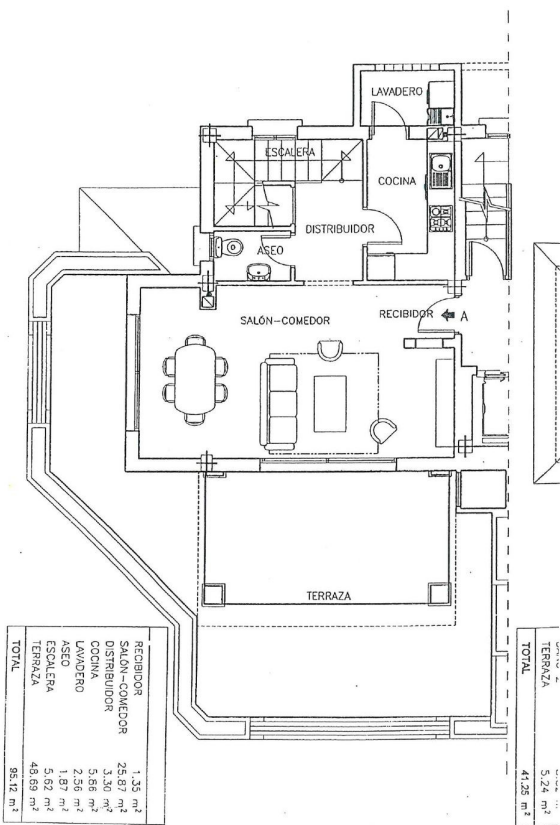 LAVADERO
ESCALERA
COCINA
DISTRIBUIDOR
ASEO
SALÓN-COMEDOR
RECIBIDOR
A
TERRAZA
RECIBIDOR 1.35 m²
SALÓN-COMEDOR 25.87 m²
DISTRIBUIDOR 3.30 m²
COCINA 5.86 m²
LAVADERO 2.56 m²
ASEO 1.87 m²
ESCALERA 5.62 m²
TERRAZA 48.69 m²
TOTAL 95.12 m²
TERRAZA 5.24 m²
TOTAL 41.25 m²